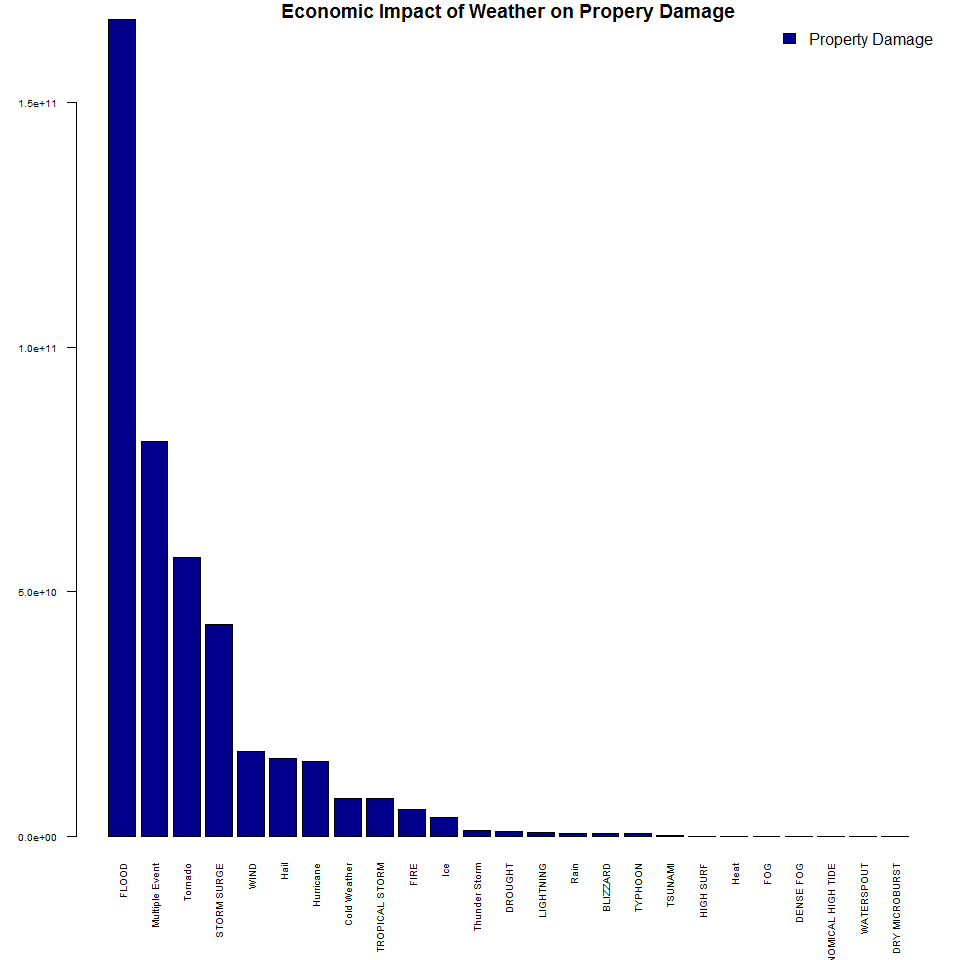 Economic Impact of Weather on Propery Damage
Property Damage
1.5e+11
1.0e+11
5.0e+10
0.0e+00
FLOOD
Multiple Event
Tornado
STORM SURGE
WIND
Hail
Hurricane
Cold Weather
TROPICAL STORM
FIRE
Ice
Thunder Storm
DROUGHT
LIGHTNING
Rain
BLIZZARD
TYPHOON
TSUNAMI
HIGH SURF
Heat
FOG
DENSE FOG
NOMICAL HIGH TIDE
WATERSPOUT
DRY MICROBURST